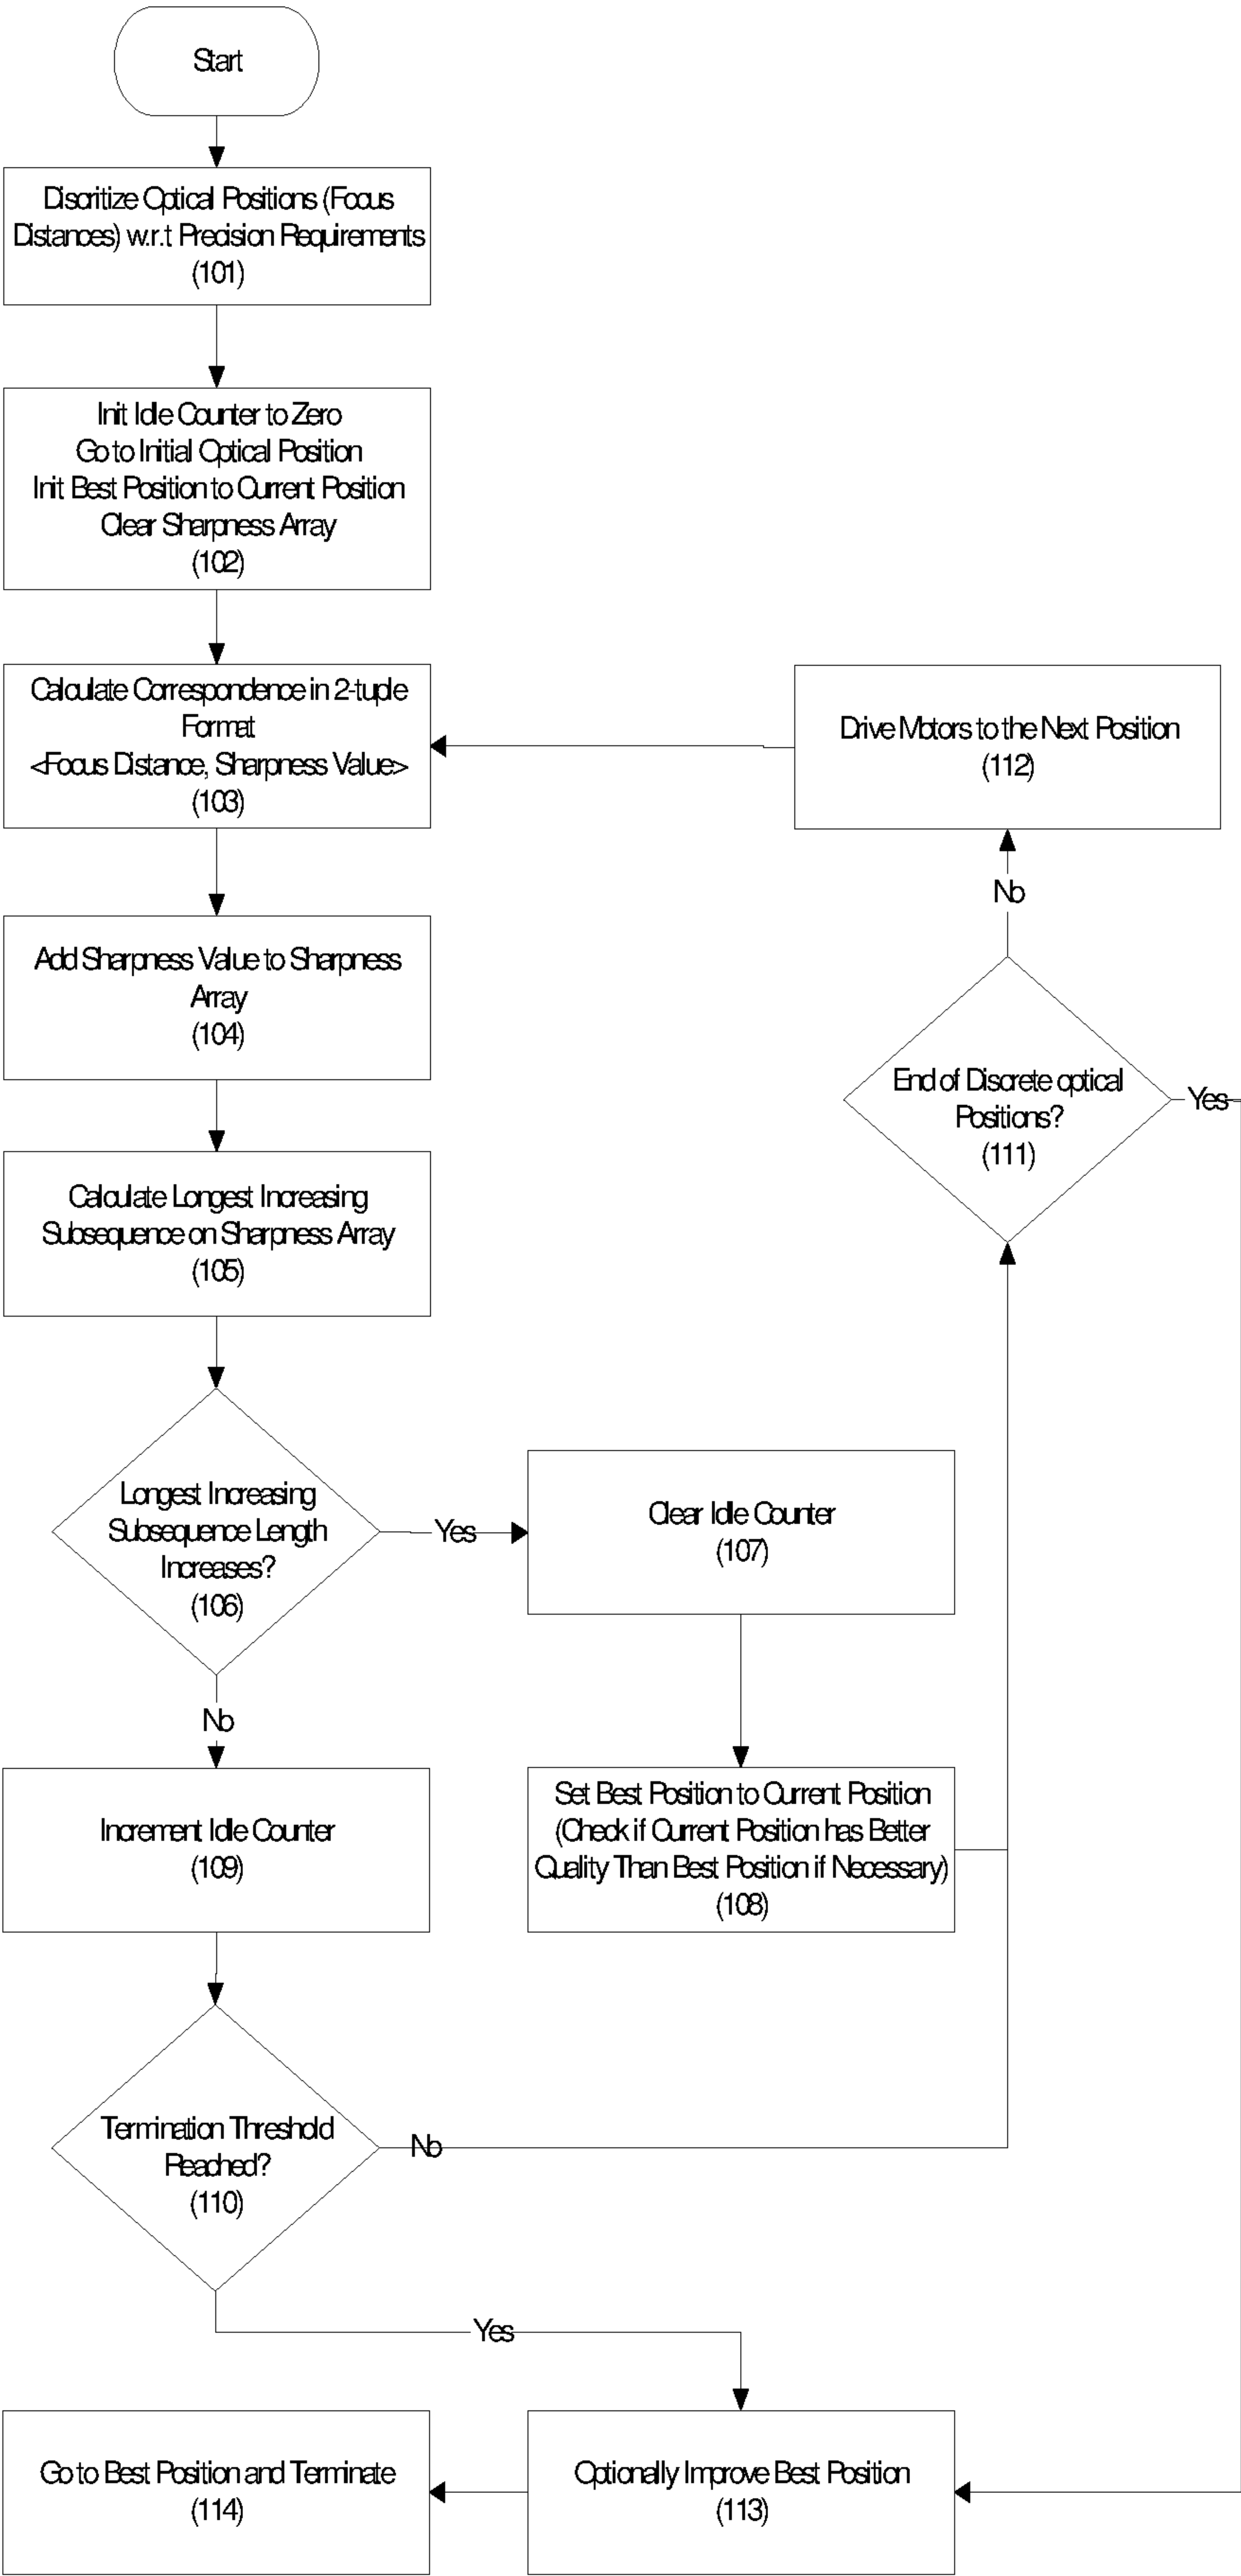 Start
Discritize Optical Positions (Focus
Distances) w.r.t Precision Requirements
(101)
Init Idle Counter to Zero
Go to Initial Optical Position
Init Best Position to Current Position
Clear Sharpness Array
(102)
Calculate Correspondence in 2-tuple
Format
<Focus Distance, Sharpness Value>
(103)
Drive Motors to the Next Position
(112)
No
Add Sharpness Value to Sharpness
Array
(104)
End of Discrete optical
Positions?
(111)
Yes
Calculate Longest Increasing
Subsequence on Sharpness Array
(105)
Longest Increasing
Subsequence Length
Increases?
(106)
Yes
Clear Idle Counter
(107)
No
Set Best Position to Current Position
(Check if Current Position has Better
Quality Than Best Position if Necessary)
(108)
Increment Idle Counter
(109)
Termination Threshold
Reached?
(110)
No
Yes
Go to Best Position and Terminate
(114)
Optionally Improve Best Position
(113)